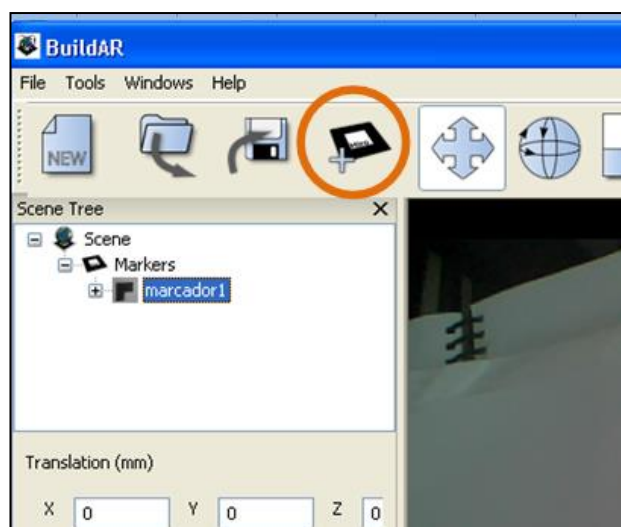 BuildAR
File Tools Windows Help
NEW
Scene Tree
Scene
Markers
marcador1
Translation (mm)
X 0 Y 0 Z 0